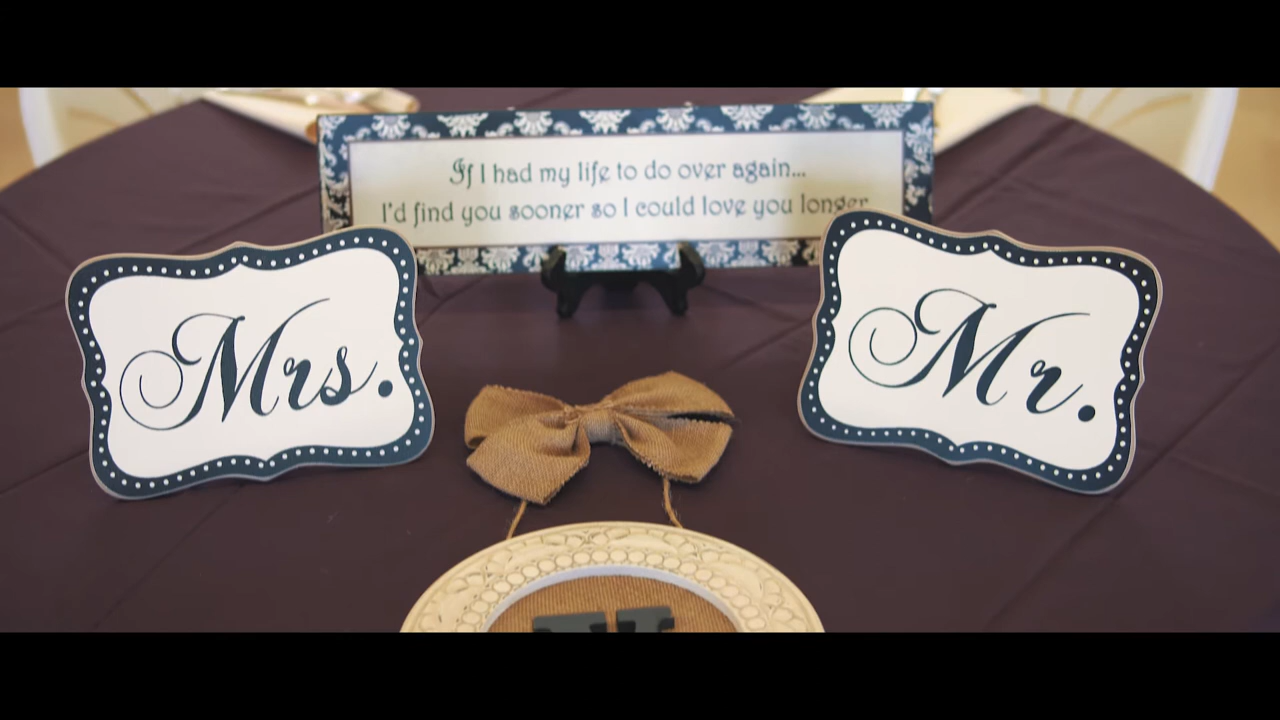 If I had my life to do over again...
I'd find you sooner so I could love you longer
Mrs.
Mr.